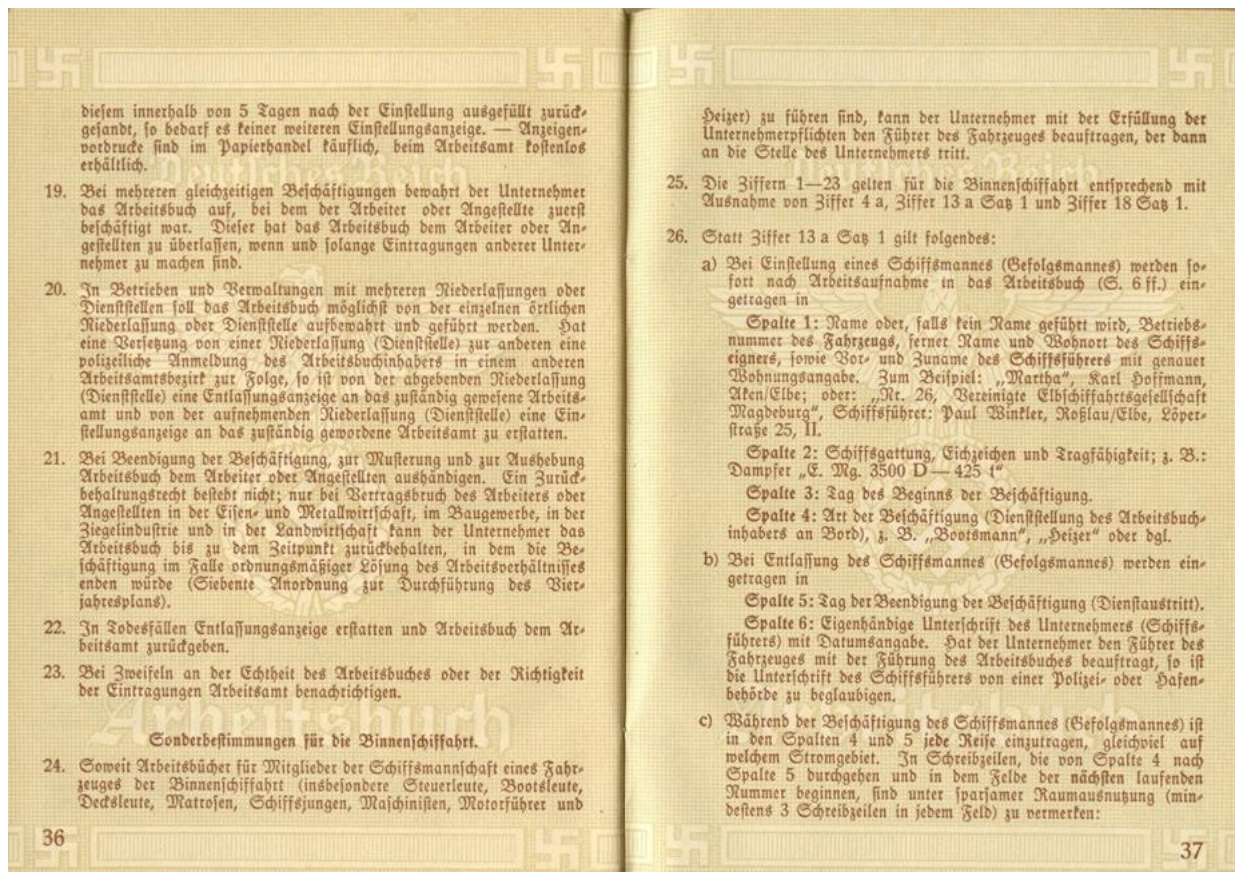 diesem innerhalb von 5 Tagen nach der Einstellung ausgefüllt zurück-
gesandt, so bedarf es keiner weiteren Einstellungsanzeige. — Anzeigen-
vordrucke sind im Papierhandel käuflich, beim Arbeitsamt kostenlos
erhältlich.
Deutsches Reich
19. Bei mehreren gleichzeitigen Beschäftigungen bewahrt der Unternehmer
das Arbeitsbuch auf, bei dem der Arbeiter oder Angestellte zuerst
beschäftigt war. Dieser hat das Arbeitsbuch dem Arbeiter oder An-
gestellten zu überlassen, wenn und solange Eintragungen anderer Unter-
nehmer zu machen sind.
20. In Betrieben und Verwaltungen mit mehreren Niederlassungen oder
Dienststellen soll das Arbeitsbuch möglichst von der einzelnen örtlichen
Niederlassung oder Dienststelle aufbewahrt und geführt werden. Hat
eine Versetzung von einer Niederlassung (Dienststelle) zur anderen eine
polizeiliche Anmeldung des Arbeitsbuchinhabers in einem anderen
Arbeitsamtsbezirk zur Folge, so ist von der abgebenden Niederlassung
(Dienststelle) eine Entlassungsanzeige an das zuständig gewesene Arbeits-
amt und von der aufnehmenden Niederlassung (Dienststelle) eine Ein-
stellungsanzeige an das zuständig gewordene Arbeitsamt zu erstatten.
21. Bei Beendigung der Beschäftigung, zur Musterung und zur Aushebung
Arbeitsbuch dem Arbeiter oder Angestellten aushändigen. Ein Zurück-
behaltungsrecht besteht nicht; nur bei Vertragsbruch des Arbeiters oder
Angestellten in der Eisen- und Metallwirtschaft, im Baugewerbe, in der
Ziegelindustrie und in der Landwirtschaft kann der Unternehmer das
Arbeitsbuch bis zu dem Zeitpunkt zurückbehalten, in dem die Be-
schäftigung im Falle ordnungsmäßiger Lösung des Arbeitsverhältnisses
enden würde (Siebente Anordnung zur Durchführung des Vier-
jahresplans).
22. In Todesfällen Entlassungsanzeige erstatten und Arbeitsbuch dem Ar-
beitsamt zurückgeben.
23. Bei Zweifeln an der Echtheit des Arbeitsbuches oder der Richtigkeit
der Eintragungen Arbeitsamt benachrichtigen.
Arbeitsbuch
Sonderbestimmungen für die Binnenschiffahrt.
24. Soweit Arbeitsbücher für Mitglieder der Schiffsmannschaft eines Fahr-
zeuges der Binnenschiffahrt (insbesondere Steuerleute, Bootsleute,
Decksleute, Matrosen, Schiffsjungen, Maschinisten, Motorführer und
36
Heizer) zu führen sind, kann der Unternehmer mit der Erfüllung der
Unternehmerpflichten den Führer des Fahrzeuges beauftragen, der dann
an die Stelle des Unternehmers tritt.
Deutsches Reich
25. Die Ziffern 1—23 gelten für die Binnenschiffahrt entsprechend mit
Ausnahme von Ziffer 4 a, Ziffer 13 a Satz 1 und Ziffer 18 Satz 1.
26. Statt Ziffer 13 a Satz 1 gilt folgendes:
a) Bei Einstellung eines Schiffsmannes (Gefolgsmannes) werden so-
fort nach Arbeitsaufnahme in das Arbeitsbuch (S. 6 ff.) ein-
getragen in
Spalte 1: Name oder, falls kein Name geführt wird, Betriebs-
nummer des Fahrzeugs, ferner Name und Wohnort des Schiffs-
eigners, sowie Vor- und Zuname des Schiffsführers mit genauer
Wohnungsangabe. Zum Beispiel: „Martha“, Karl Hoffmann,
Aken/Elbe; oder: „Nr. 26, Vereinigte Elbschiffahrtsgesellschaft
Magdeburg“, Schiffsführer: Paul Winkler, Roßlau/Elbe, Löper-
straße 25, II.
Spalte 2: Schiffsgattung, Eichzeichen und Tragfähigkeit; z. B.:
Dampfer „E. Mg. 3500 D — 425 t“
Spalte 3: Tag des Beginns der Beschäftigung.
Spalte 4: Art der Beschäftigung (Dienststellung des Arbeitsbuch-
inhabers an Bord), z. B. „Bootsmann“, „Heizer“ oder dgl.
b) Bei Entlassung des Schiffsmannes (Gefolgsmannes) werden ein-
getragen in
Spalte 5: Tag der Beendigung der Beschäftigung (Dienstaustritt).
Spalte 6: Eigenhändige Unterschrift des Unternehmers (Schiffs-
führers) mit Datumsangabe. Hat der Unternehmer den Führer des
Fahrzeuges mit der Führung des Arbeitsbuches beauftragt, so ist
die Unterschrift des Schiffsführers von einer Polizei- oder Hafen-
behörde zu beglaubigen.
Arbeitsbuch
c) Während der Beschäftigung des Schiffsmannes (Gefolgsmannes) ist
in den Spalten 4 und 5 jede Reise einzutragen, gleichviel auf
welchem Stromgebiet. In Schreibzeilen, die von Spalte 4 nach
Spalte 5 durchgehen und in dem Felde der nächsten laufenden
Nummer beginnen, sind unter sparsamer Raumausnutzung (min-
destens 3 Schreibzeilen in jedem Feld) zu vermerken:
37